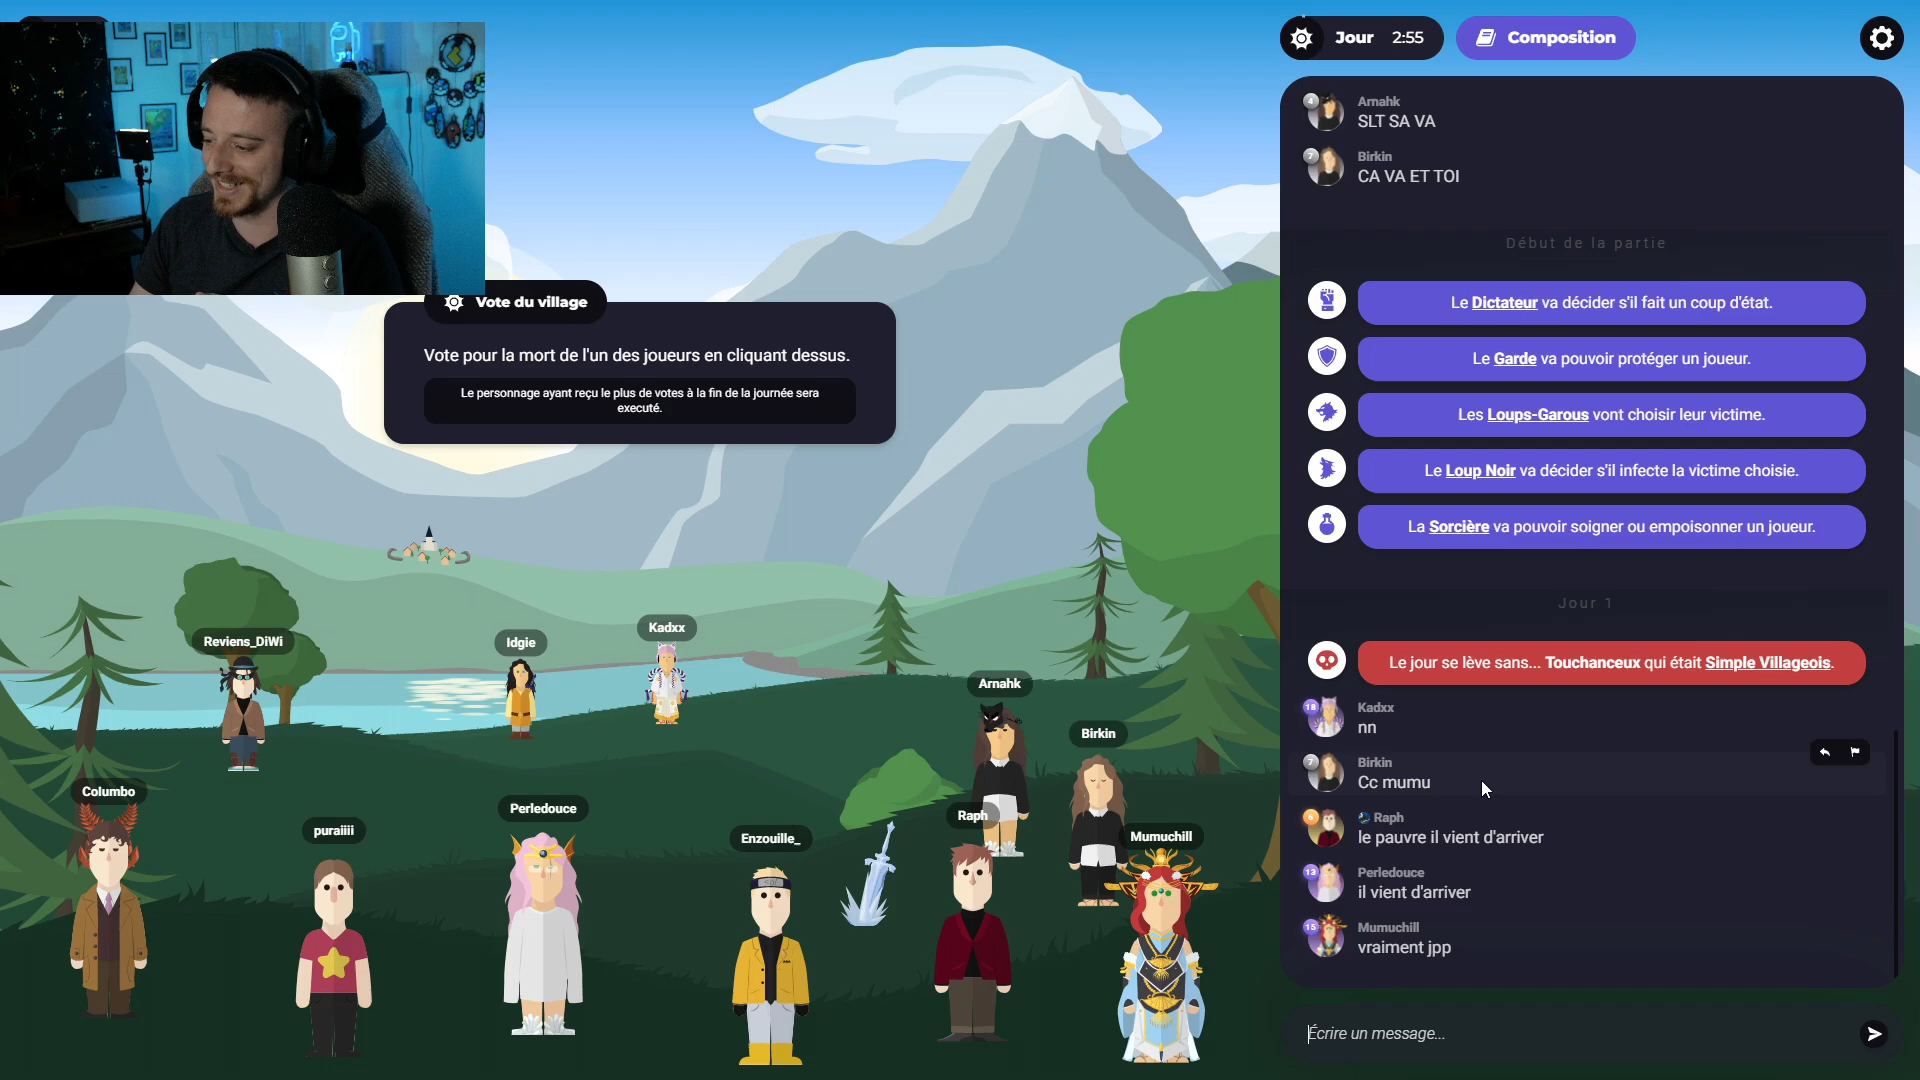 Jour 2:55
Composition
Arnahk
SLT SA VA
Birkin
CA VA ET TOI
Début de la partie
Le Dictateur va décider s'il fait un coup d'état.
Le Garde va pouvoir protéger un joueur.
Les Loups-Garous vont choisir leur victime.
Le Loup Noir va décider s'il infecte la victime choisie.
La Sorcière va pouvoir soigner ou empoisonner un joueur.
Jour 1
Le jour se lève sans... Touchanceux qui était Simple Villageois.
18
Kadxx
nn
7
Birkin
Cc mumu
6
Raph
le pauvre il vient d'arriver
13
Perledouce
il vient d'arriver
15
Mumuchill
vraiment jpp
Écrire un message...
Vote du village
Vote pour la mort de l'un des joueurs en cliquant dessus.
Le personnage ayant reçu le plus de votes à la fin de la journée sera
executé.
Reviens_DiWi
Idgie
Kadxx
Arnahk
Birkin
Columbo
puraiiii
Perledouce
Enzouille_
Raph
Mumuchill